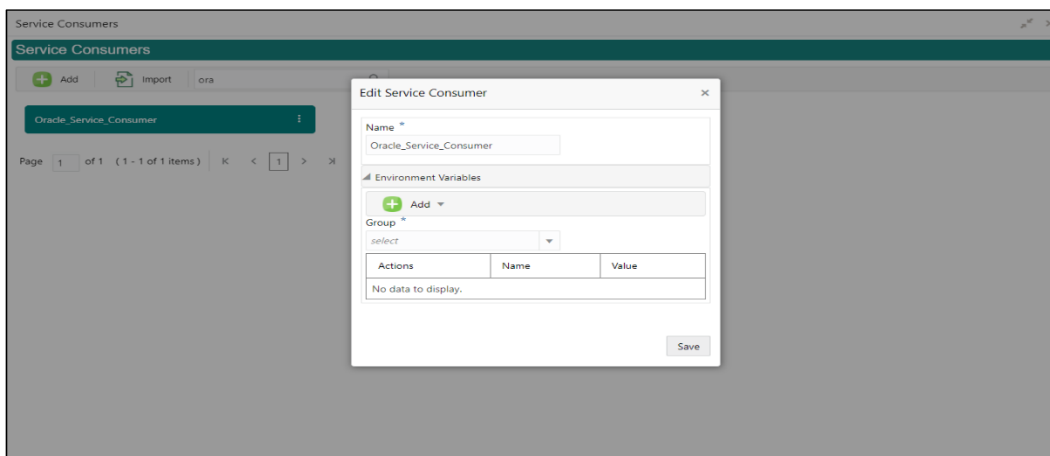 Service Consumers
Service Consumers
Add Import ora
Oracle_Service_Consumer
Page 1 of 1 (1 - 1 of 1 items) K < 1 > >|
Edit Service Consumer ×
Name *
Oracle_Service_Consumer
Environment Variables
Add
Group *
select
Actions Name Value
No data to display.
Save